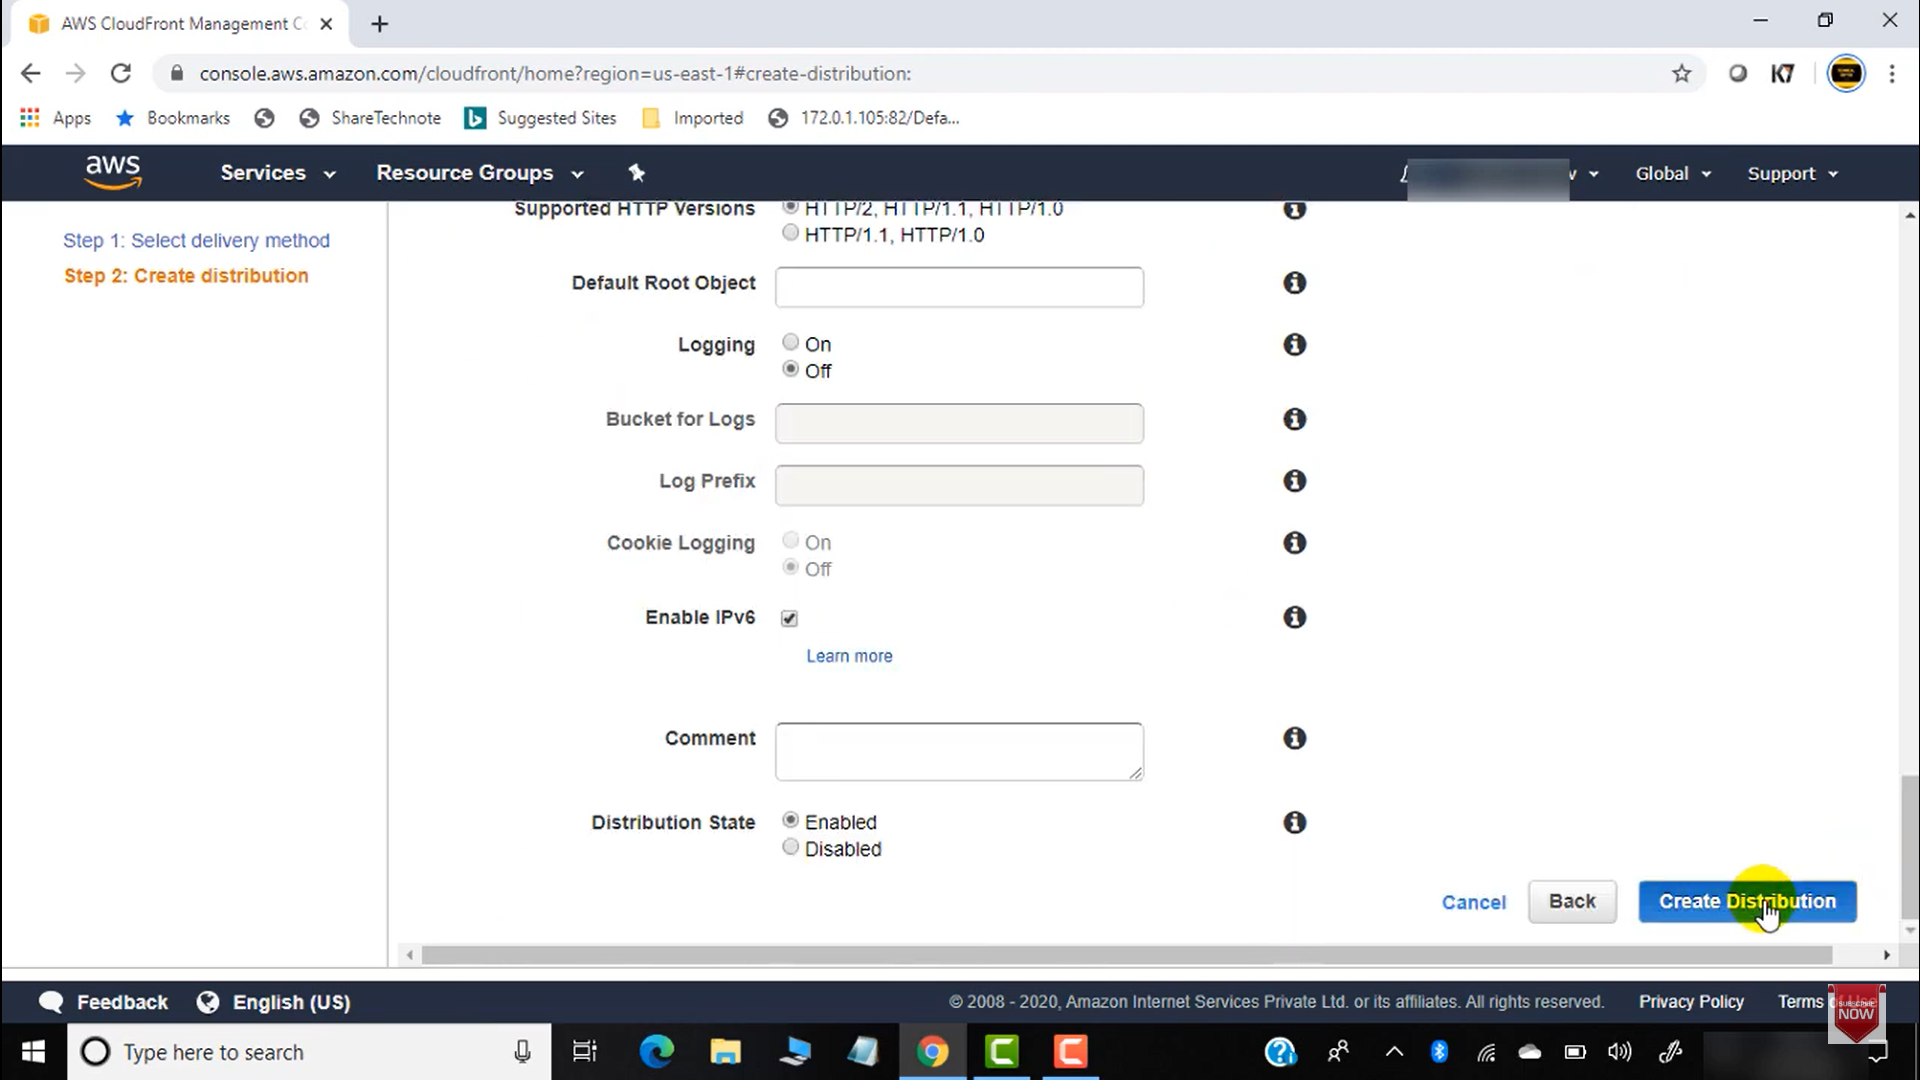 AWS CloudFront Management Co
console.aws.amazon.com/cloudfront/home?region=us-east-1#create-distribution:
K7
Apps Bookmarks ShareTechnote Suggested Sites Imported 172.0.1.105:82/Defa...
aws Services Resource Groups Global Support
Step 1: Select delivery method
Step 2: Create distribution
Supported HTTP Versions HTTP/2, HTTP/1.1, HTTP/1.0
HTTP/1.1, HTTP/1.0
Default Root Object
Logging On
Off
Bucket for Logs
Log Prefix
Cookie Logging On
Off
Enable IPv6
Learn more
Comment
Distribution State Enabled
Disabled
Cancel Back Create Distribution
Feedback English (US) © 2008 - 2020, Amazon Internet Services Private Ltd. or its affiliates. All rights reserved. Privacy Policy Terms of Use
SUBSCRIBE
NOW
Type here to search